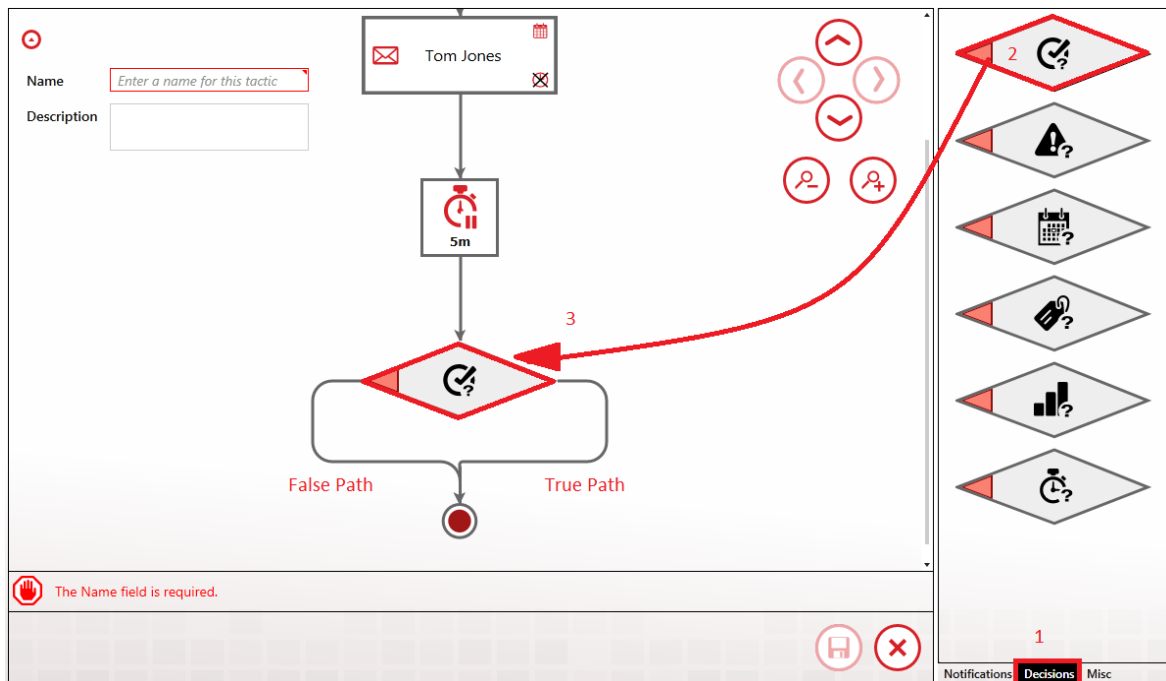 Tom Jones
Name
Enter a name for this tactic
Description
5m
3
False Path
True Path
The Name field is required.
2
?
?
?
?
?
?
?
1
Notifications
Decisions
Misc